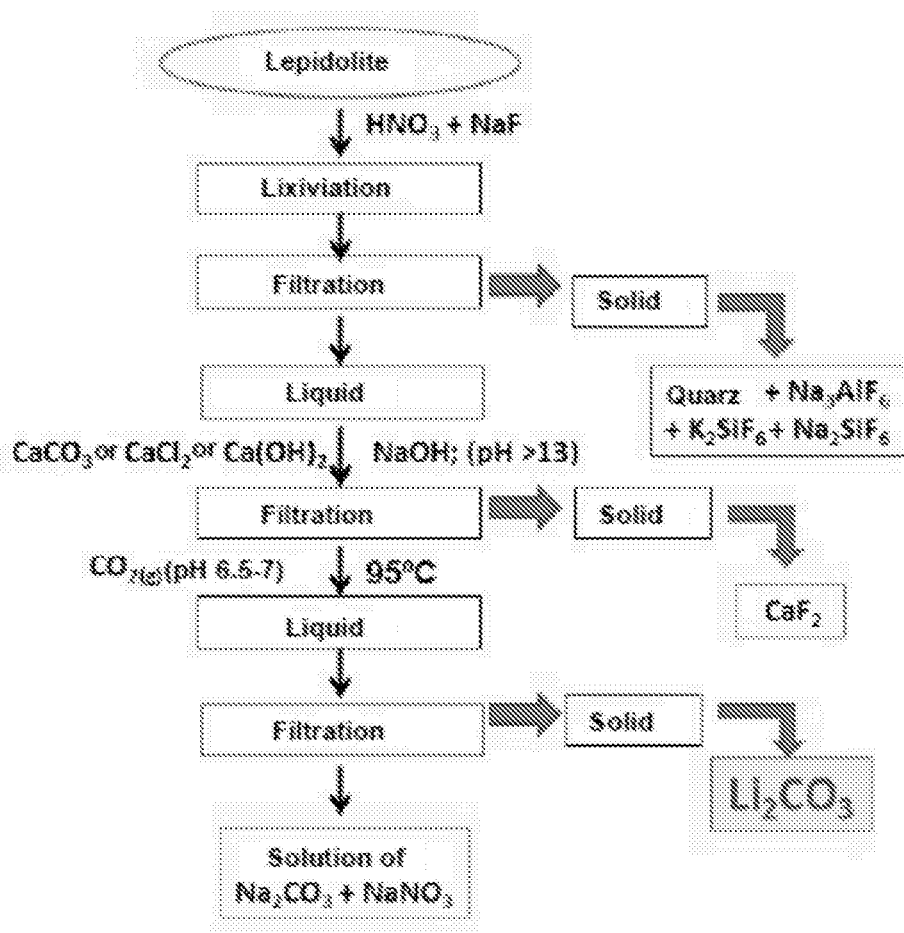 Lepidolite
HNO₃ + NaF
Lixiviation
Filtration
Solid
Quarz + Na₃AlF₆
+ K₂SiF₆ + Na₂SiF₆
Liquid
CaCO₃ or CaCl₂ or Ca(OH)₂
NaOH; (pH >13)
Filtration
Solid
CaF₂
CO₂(g) (pH 6.5-7)
95ºC
Liquid
Filtration
Solid
Li₂CO₃
Solution of
Na₂CO₃ + NaNO₃